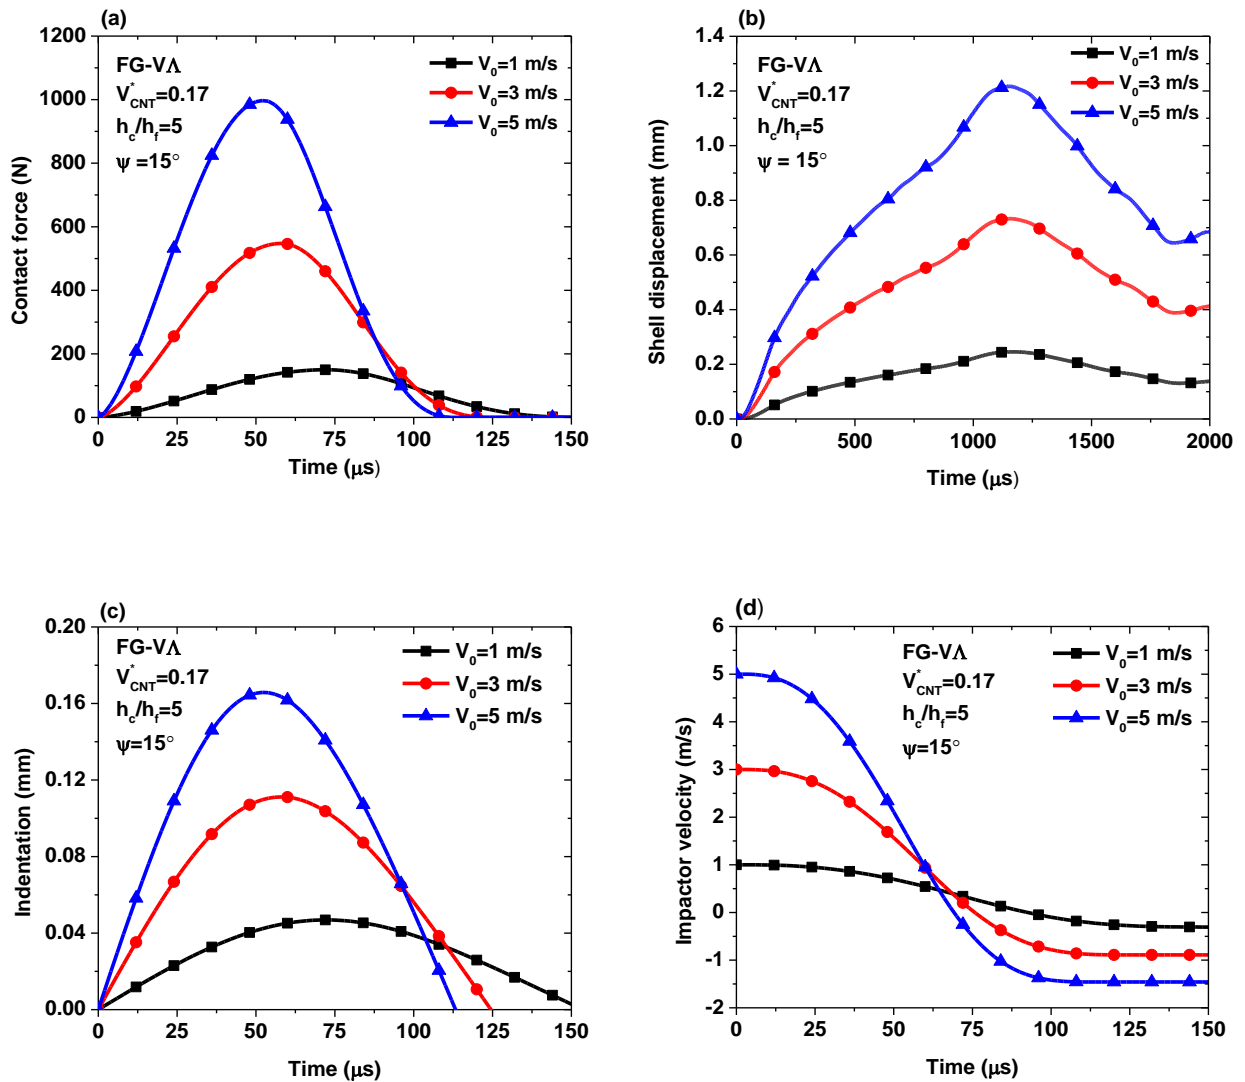 (a)
1200
1000
800
600
400
200
0
Contact force (N)
FG-VΛ
V*CNT=0.17
hc/hf=5
ψ =15°
V0=1 m/s
V0=3 m/s
V0=5 m/s
0 25 50 75 100 125 150
Time (μs)
(b)
1.4
1.2
1.0
0.8
0.6
0.4
0.2
0.0
Shell displacement (mm)
FG-VΛ
V*CNT=0.17
hc/hf=5
ψ = 15°
V0=1 m/s
V0=3 m/s
V0=5 m/s
0 500 1000 1500 2000
Time (μs)
(c)
0.20
0.16
0.12
0.08
0.04
0.00
Indentation (mm)
FG-VΛ
V*CNT=0.17
hc/hf=5
ψ=15°
V0=1 m/s
V0=3 m/s
V0=5 m/s
0 25 50 75 100 125 150
Time (μs)
(d)
6
5
4
3
2
1
0
-1
-2
Impactor velocity (m/s)
FG-VΛ
V*CNT=0.17
hc/hf=5
ψ=15°
V0=1 m/s
V0=3 m/s
V0=5 m/s
0 25 50 75 100 125 150
Time (μs)